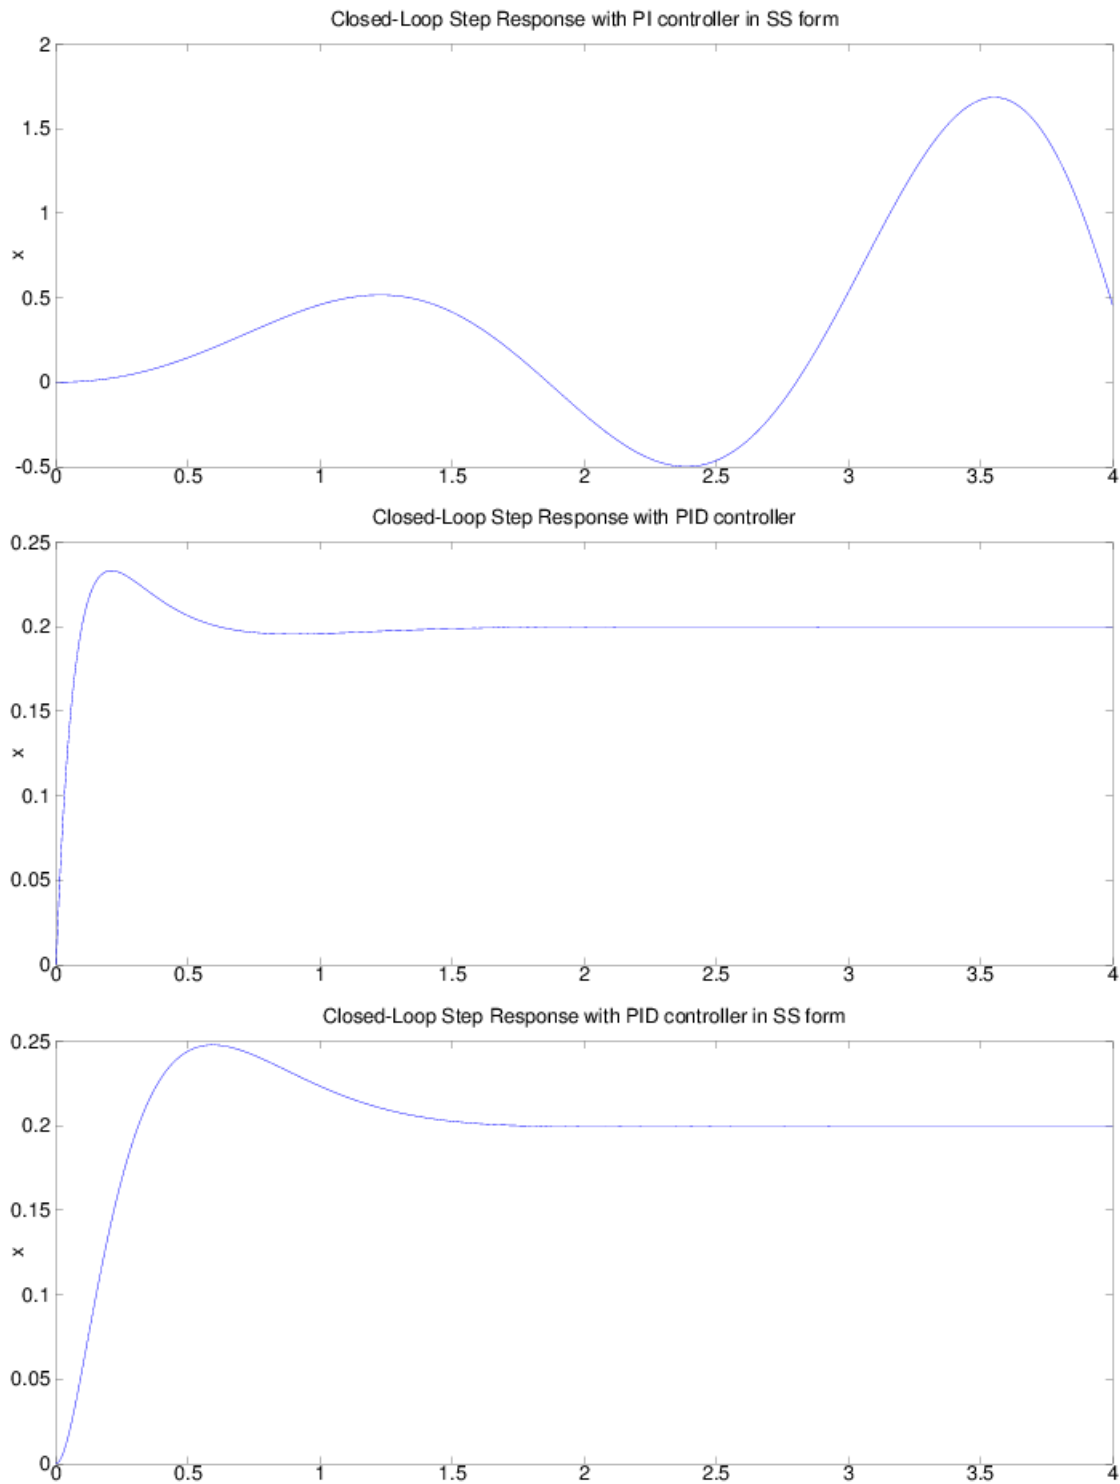 Closed-Loop Step Response with PI controller in SS form
2
1.5
1
x
0.5
0
-0.5
0 0.5 1 1.5 2 2.5 3 3.5 4
Closed-Loop Step Response with PID controller
0.25
0.2
0.15
x
0.1
0.05
0
0 0.5 1 1.5 2 2.5 3 3.5 4
Closed-Loop Step Response with PID controller in SS form
0.25
0.2
0.15
x
0.1
0.05
0
0 0.5 1 1.5 2 2.5 3 3.5 4